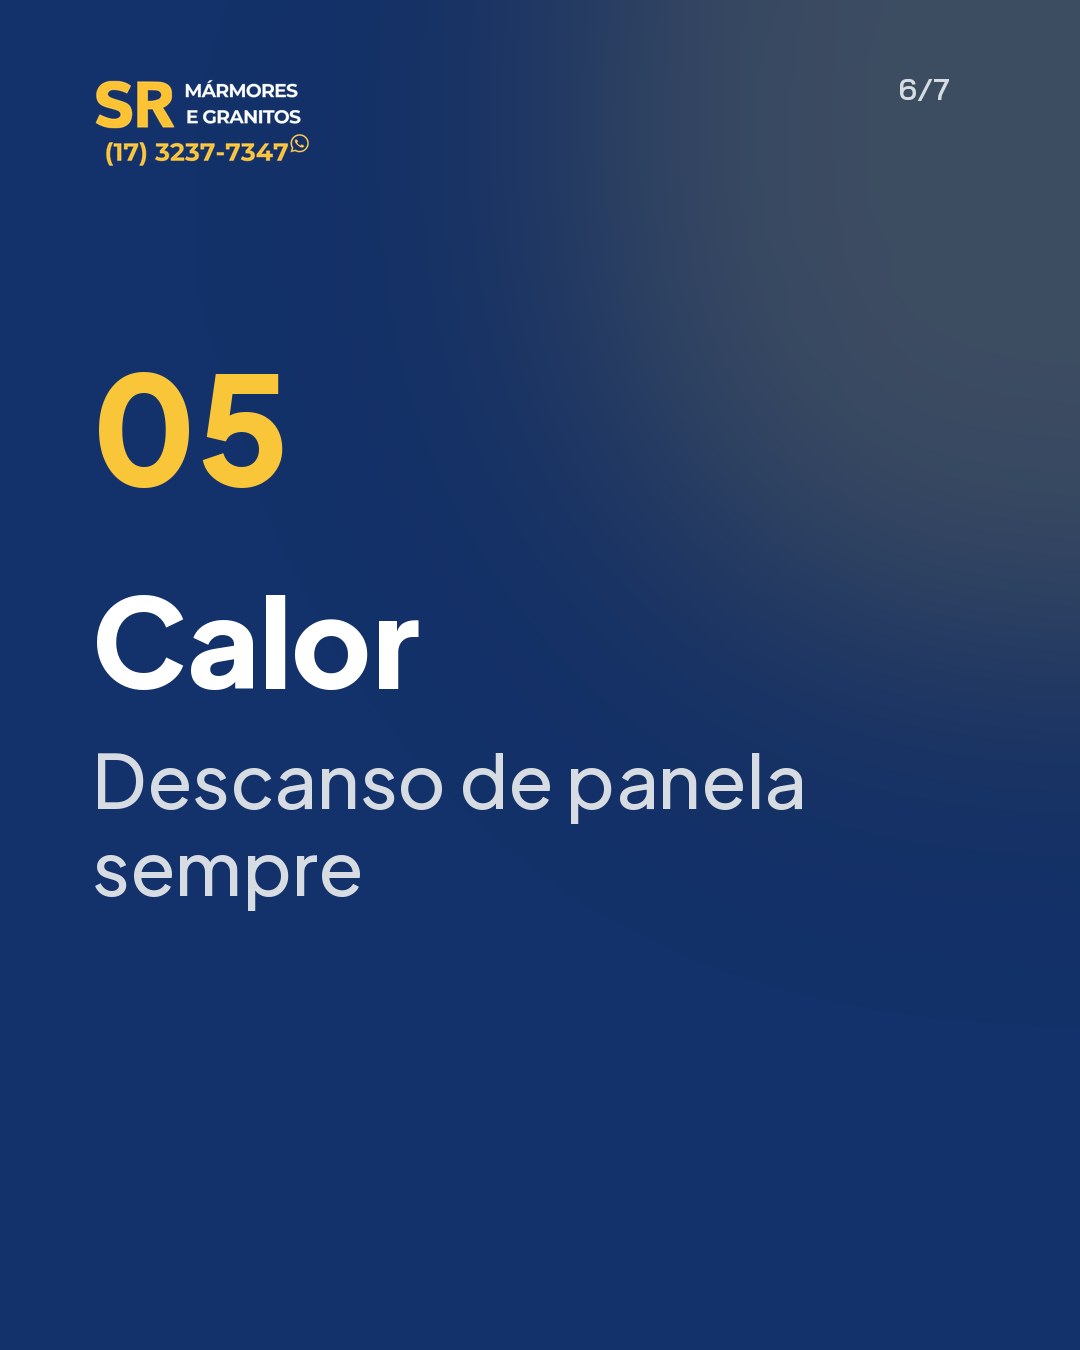 SR MÁRMORES
E GRANITOS
(17) 3237-7347
6/7
05
Calor
Descanso de panela
sempre